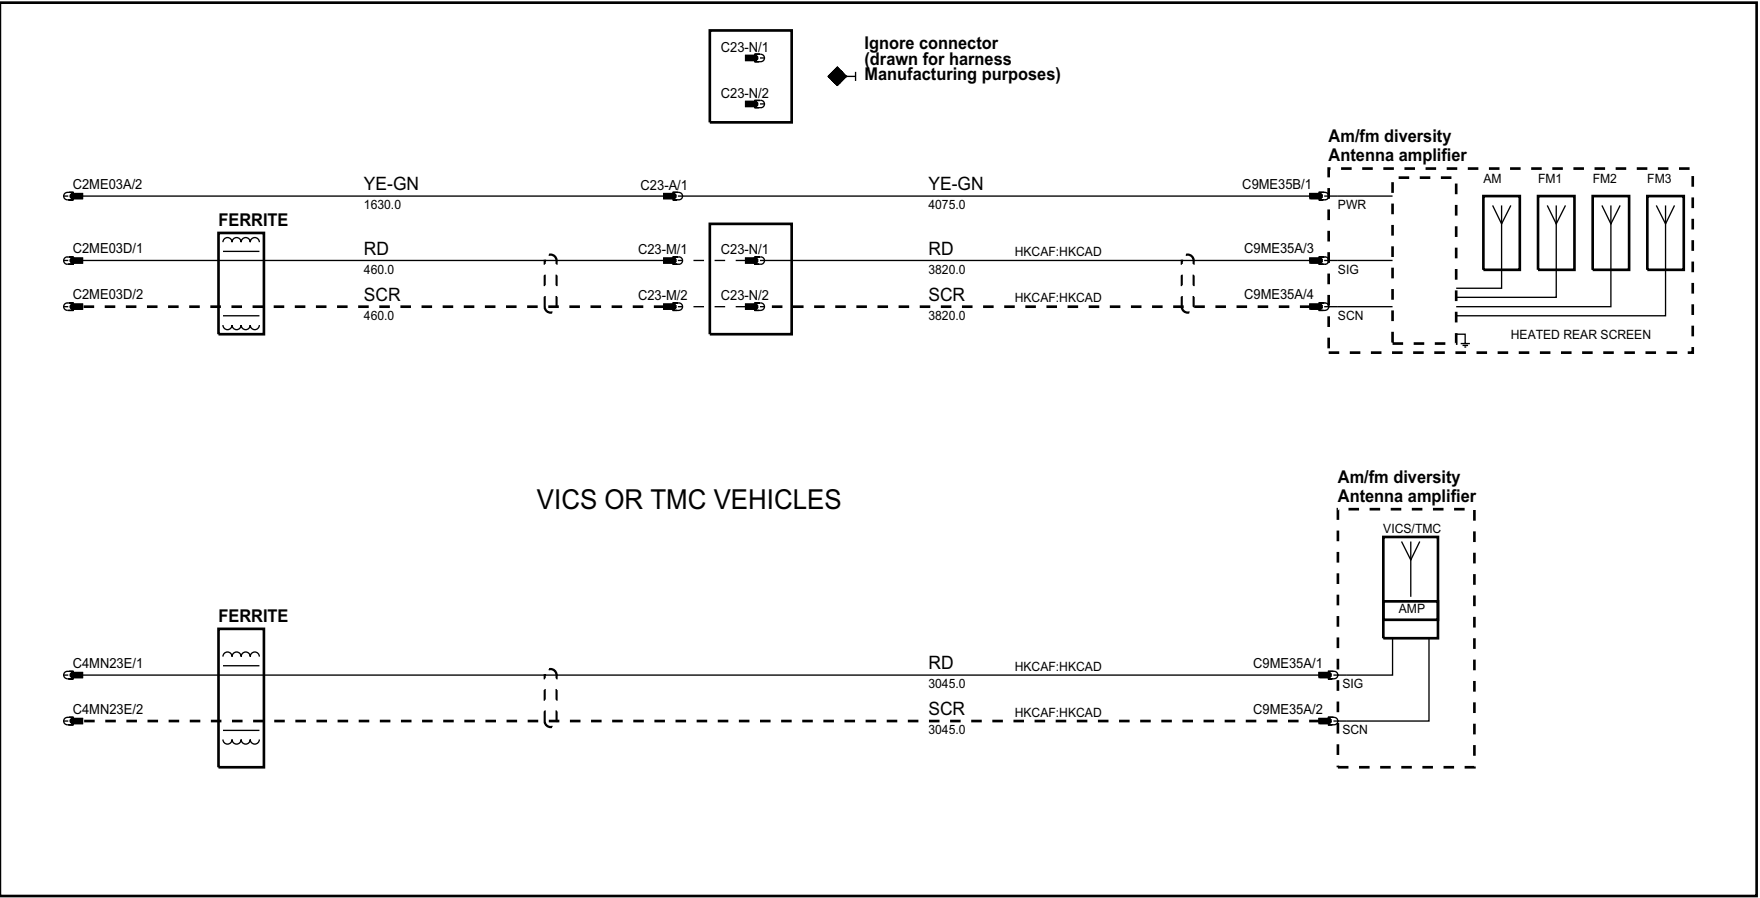 C23-N/1
C23-N/2
Ignore connector
(drawn for harness
Manufacturing purposes)
Am/fm diversity
Antenna amplifier
C2ME03A/2
YE-GN
1630.0
C23-A/1
YE-GN
4075.0
C9ME35B/1
PWR
AM
FM1
FM2
FM3
FERRITE
C2ME03D/1
RD
460.0
C23-M/1
C23-N/1
RD
3820.0
HKCAF:HKCAD
C9ME35A/3
SIG
C2ME03D/2
SCR
460.0
C23-M/2
C23-N/2
SCR
3820.0
HKCAF:HKCAD
C9ME35A/4
SCN
HEATED REAR SCREEN
VICS OR TMC VEHICLES
Am/fm diversity
Antenna amplifier
VICS/TMC
AMP
FERRITE
C4MN23E/1
RD
3045.0
HKCAF:HKCAD
C9ME35A/1
SIG
C4MN23E/2
SCR
3045.0
HKCAF:HKCAD
C9ME35A/2
SCN